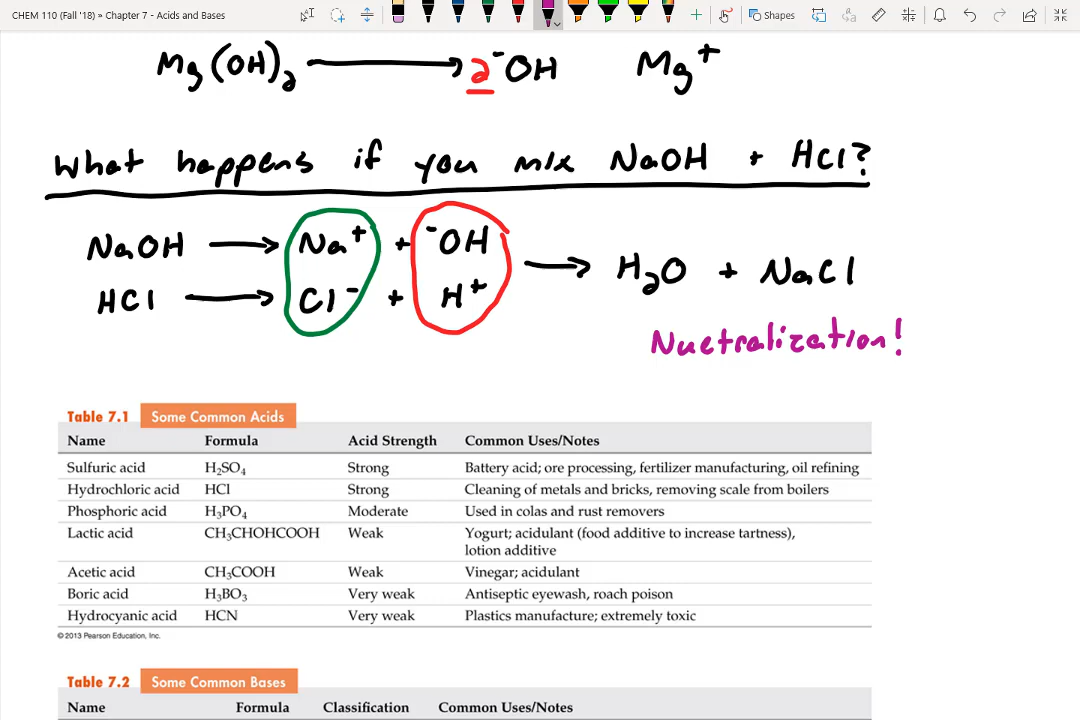 CHEM 110 (Fall '18) » Chapter 7 - Acids and Bases
Shapes
Mg(OH)₂ ⟶ 2 ⁻OH Mg⁺
What happens if you mix NaOH + HCl?
NaOH ⟶ Na⁺ + ⁻OH ⟶ H₂O + NaCl
HCl ⟶ Cl⁻ + H⁺
Nuetralization!
Table 7.1 Some Common Acids
Name Formula Acid Strength Common Uses/Notes
Sulfuric acid H₂SO₄ Strong Battery acid; ore processing, fertilizer manufacturing, oil refining
Hydrochloric acid HCl Strong Cleaning of metals and bricks, removing scale from boilers
Phosphoric acid H₃PO₄ Moderate Used in colas and rust removers
Lactic acid CH₃CHOHCOOH Weak Yogurt; acidulant (food additive to increase tartness),
lotion additive
Acetic acid CH₃COOH Weak Vinegar; acidulant
Boric acid H₃BO₃ Very weak Antiseptic eyewash, roach poison
Hydrocyanic acid HCN Very weak Plastics manufacture; extremely toxic
© 2013 Pearson Education, Inc.
Table 7.2 Some Common Bases
Name Formula Classification Common Uses/Notes